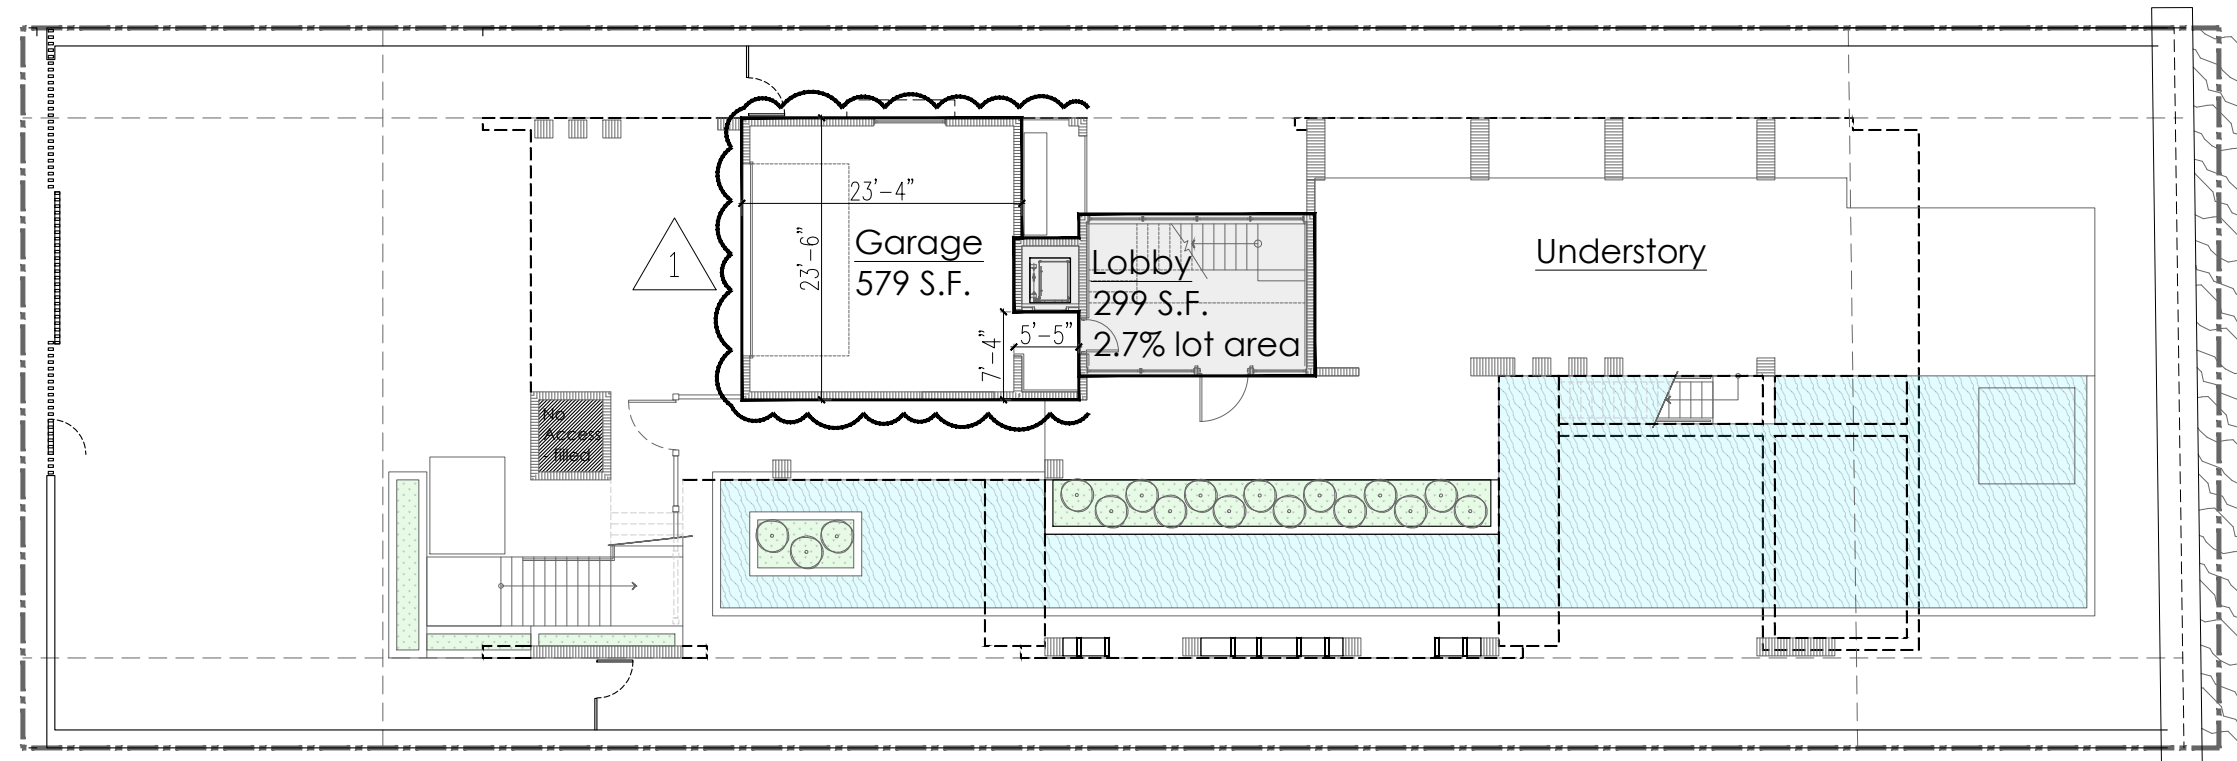 23'-4"
23'-6"
Garage
579 S.F.
1
Lobby
299 S.F.
2.7% lot area
5'-5"
7'-4"
Understory
No
Access
- filled